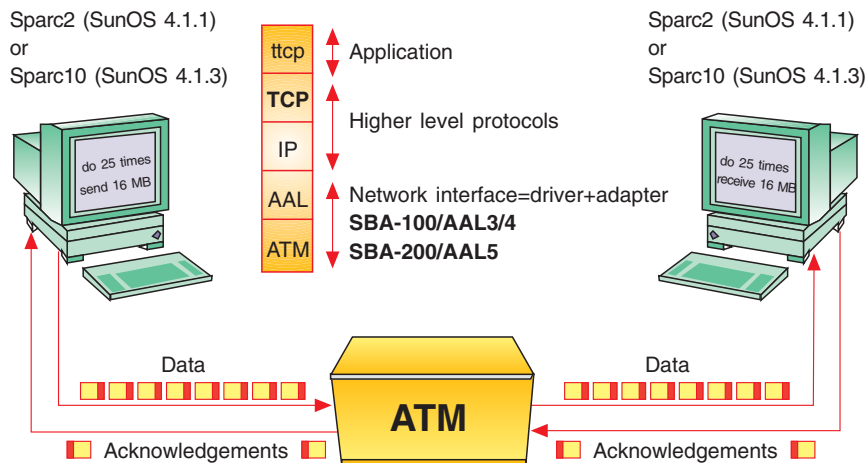 Sparc2 (SunOS 4.1.1)
or
Sparc10 (SunOS 4.1.3)
do 25 times
send 16 MB
ttcp
TCP
IP
AAL
ATM
Application
Higher level protocols
Network interface=driver+adapter
SBA-100/AAL3/4
SBA-200/AAL5
Sparc2 (SunOS 4.1.1)
or
Sparc10 (SunOS 4.1.3)
do 25 times
receive 16 MB
Data
Acknowledgements
ATM
Data
Acknowledgements